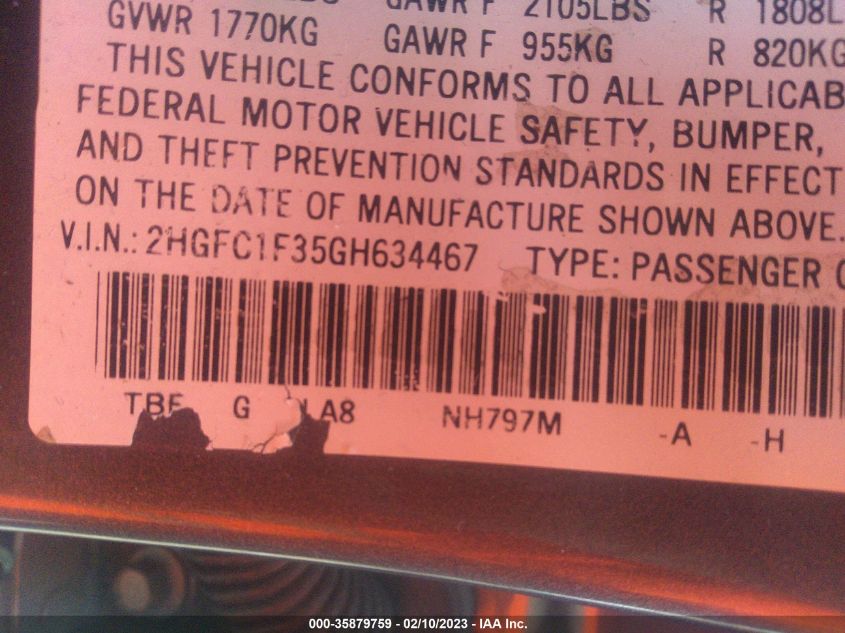 GAWR F 2105LBS R 1808L
GVWR 1770KG GAWR F 955KG R 820KG
THIS VEHICLE CONFORMS TO ALL APPLICAB
FEDERAL MOTOR VEHICLE SAFETY, BUMPER,
AND THEFT PREVENTION STANDARDS IN EFFECT
ON THE DATE OF MANUFACTURE SHOWN ABOVE.
V.I.N.: 2HGFC1F35GH634467 TYPE: PASSENGER
TBF G LA8 NH797M -A -H
000-35879759 - 02/10/2023 - IAA Inc.